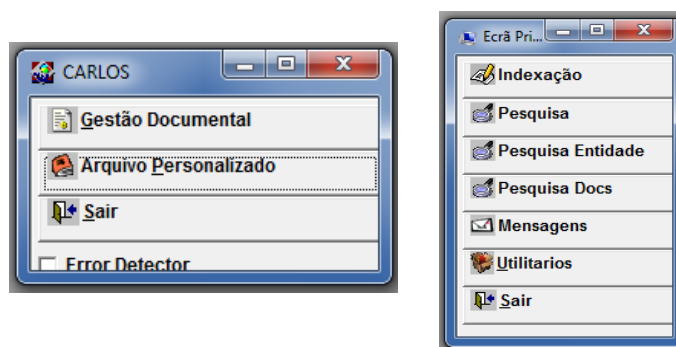 CARLOS
Gestão Documental
Arquivo Personalizado
Sair
Error Detector
Ecrã Pri...
Indexação
Pesquisa
Pesquisa Entidade
Pesquisa Docs
Mensagens
Utilitarios
Sair